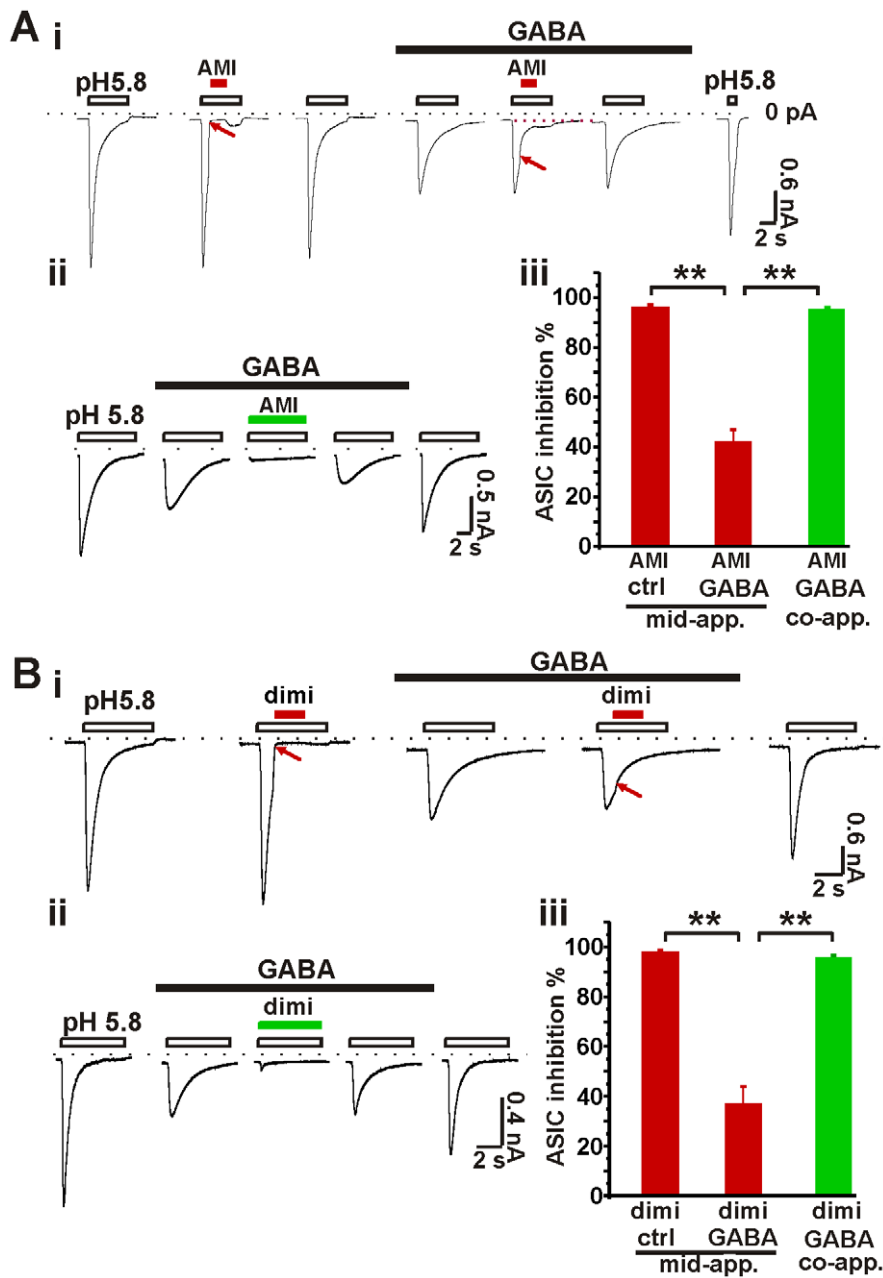 A
i
GABA
AMI
AMI
pH5.8
pH5.8
0 pA
0.6 nA
2 s
ii
GABA
AMI
pH 5.8
0.5 nA
2 s
iii
** **
ASIC inhibition %
100
80
60
40
20
0
AMI AMI AMI
ctrl GABA GABA
mid-app. co-app.
B
i
GABA
dimi
dimi
pH5.8
0.6 nA
2 s
ii
GABA
dimi
pH 5.8
0.4 nA
2 s
iii
** **
ASIC inhibition %
100
80
60
40
20
0
dimi dimi dimi
ctrl GABA GABA
mid-app. co-app.